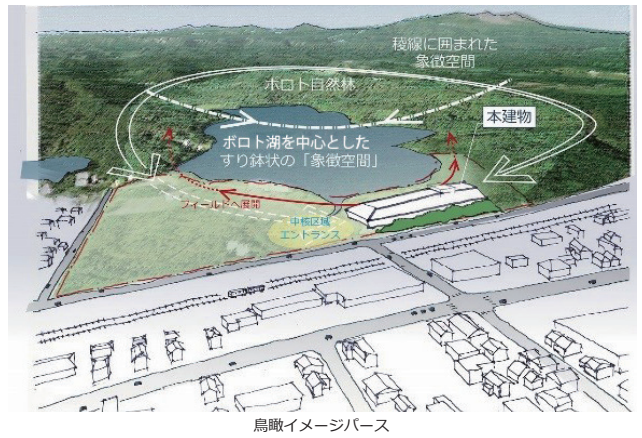 稜線に囲まれた
象徴空間
ポロト自然林
本建物
ポロト湖を中心とした
すり鉢状の「象徴空間」
フィールドへ展開
中核区域
エントランス
鳥瞰イメージパース